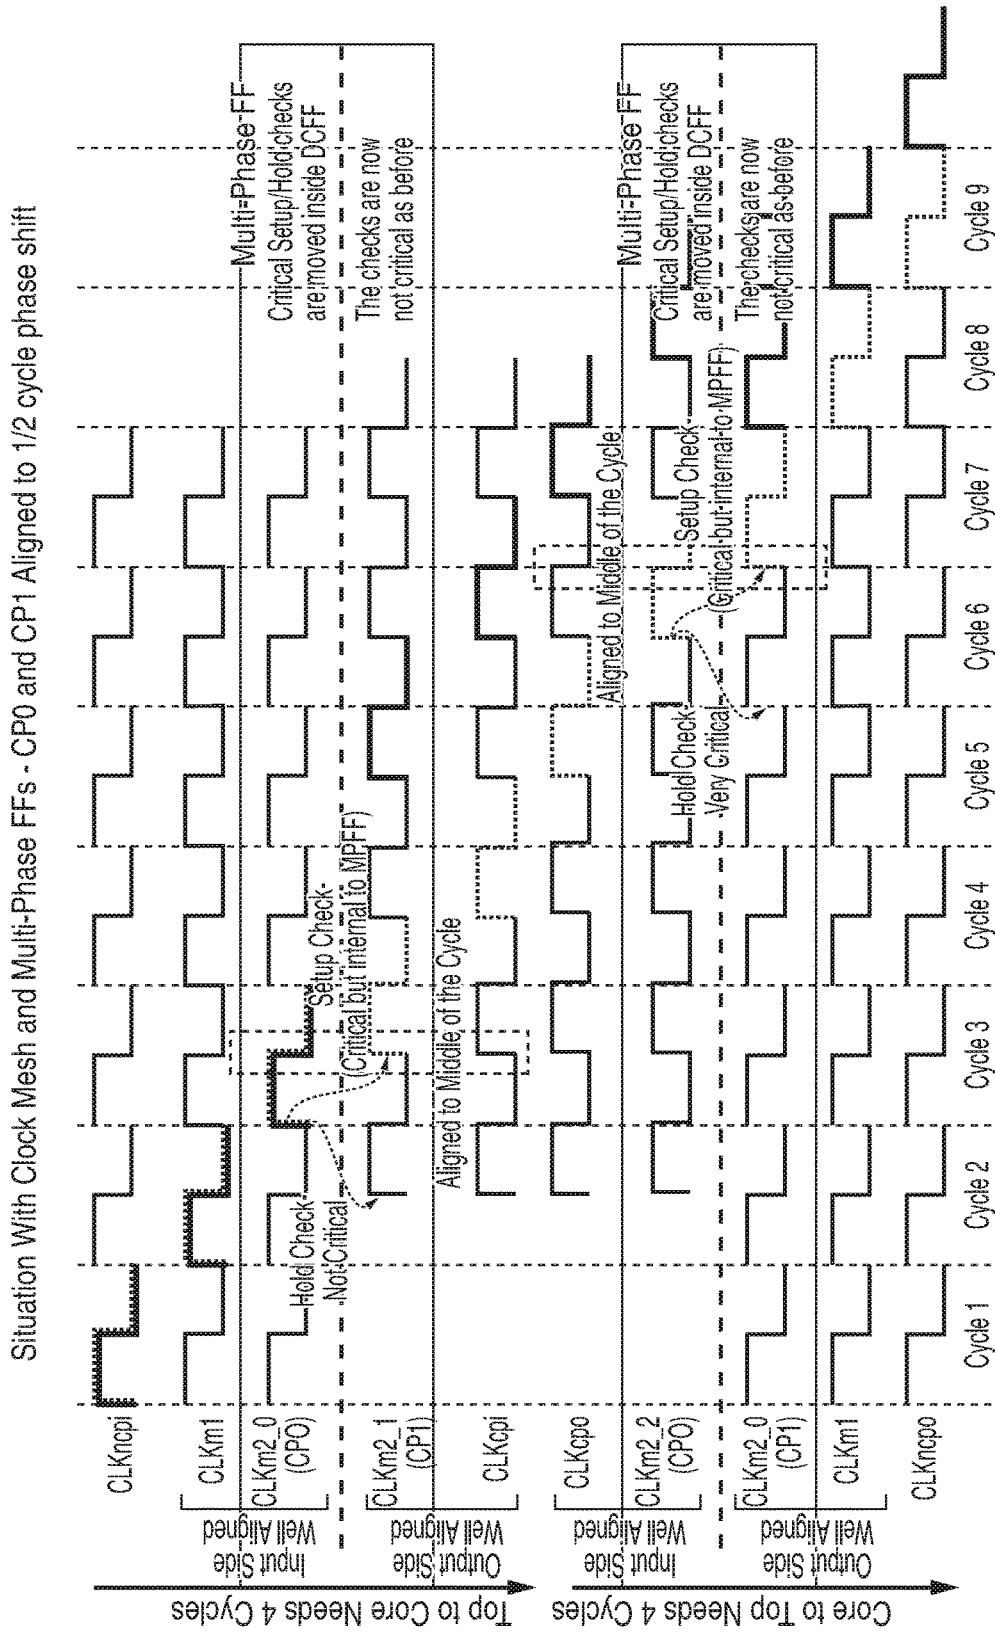 Situation With Clock Mesh and Multi-Phase FFs - CP0 and CP1 Aligned to 1/2 cycle phase shift
Top to Core Needs 4 Cycles
Input Side
Well Aligned
Output Side
Well Aligned
CLKncpi
CLKm1
CLKm2_0
(CPO)
CLKm2_1
(CP1)
CLKcpi
Hold Check
Not Critical
Setup Check
(Critical but internal to MPFF)
Aligned to Middle of the Cycle
Multi-Phase-FF
Critical Setup/Hold checks
are moved inside DCFF
The checks are now
not critical as before
Core to Top Needs 4 Cycles
Input Side
Well Aligned
Output Side
Well Aligned
CLKcpo
CLKm2_2
(CPO)
CLKm2_0
(CP1)
CLKm1
CLKncpo
Aligned to Middle of the Cycle
Hold Check
Very Critical
Setup Check
(Critical but internal to MPFF)
Multi-Phase-FF
Critical Setup/Hold checks
are moved inside DCFF
The checks are now
not critical as before
Cycle 1
Cycle 2
Cycle 3
Cycle 4
Cycle 5
Cycle 6
Cycle 7
Cycle 8
Cycle 9